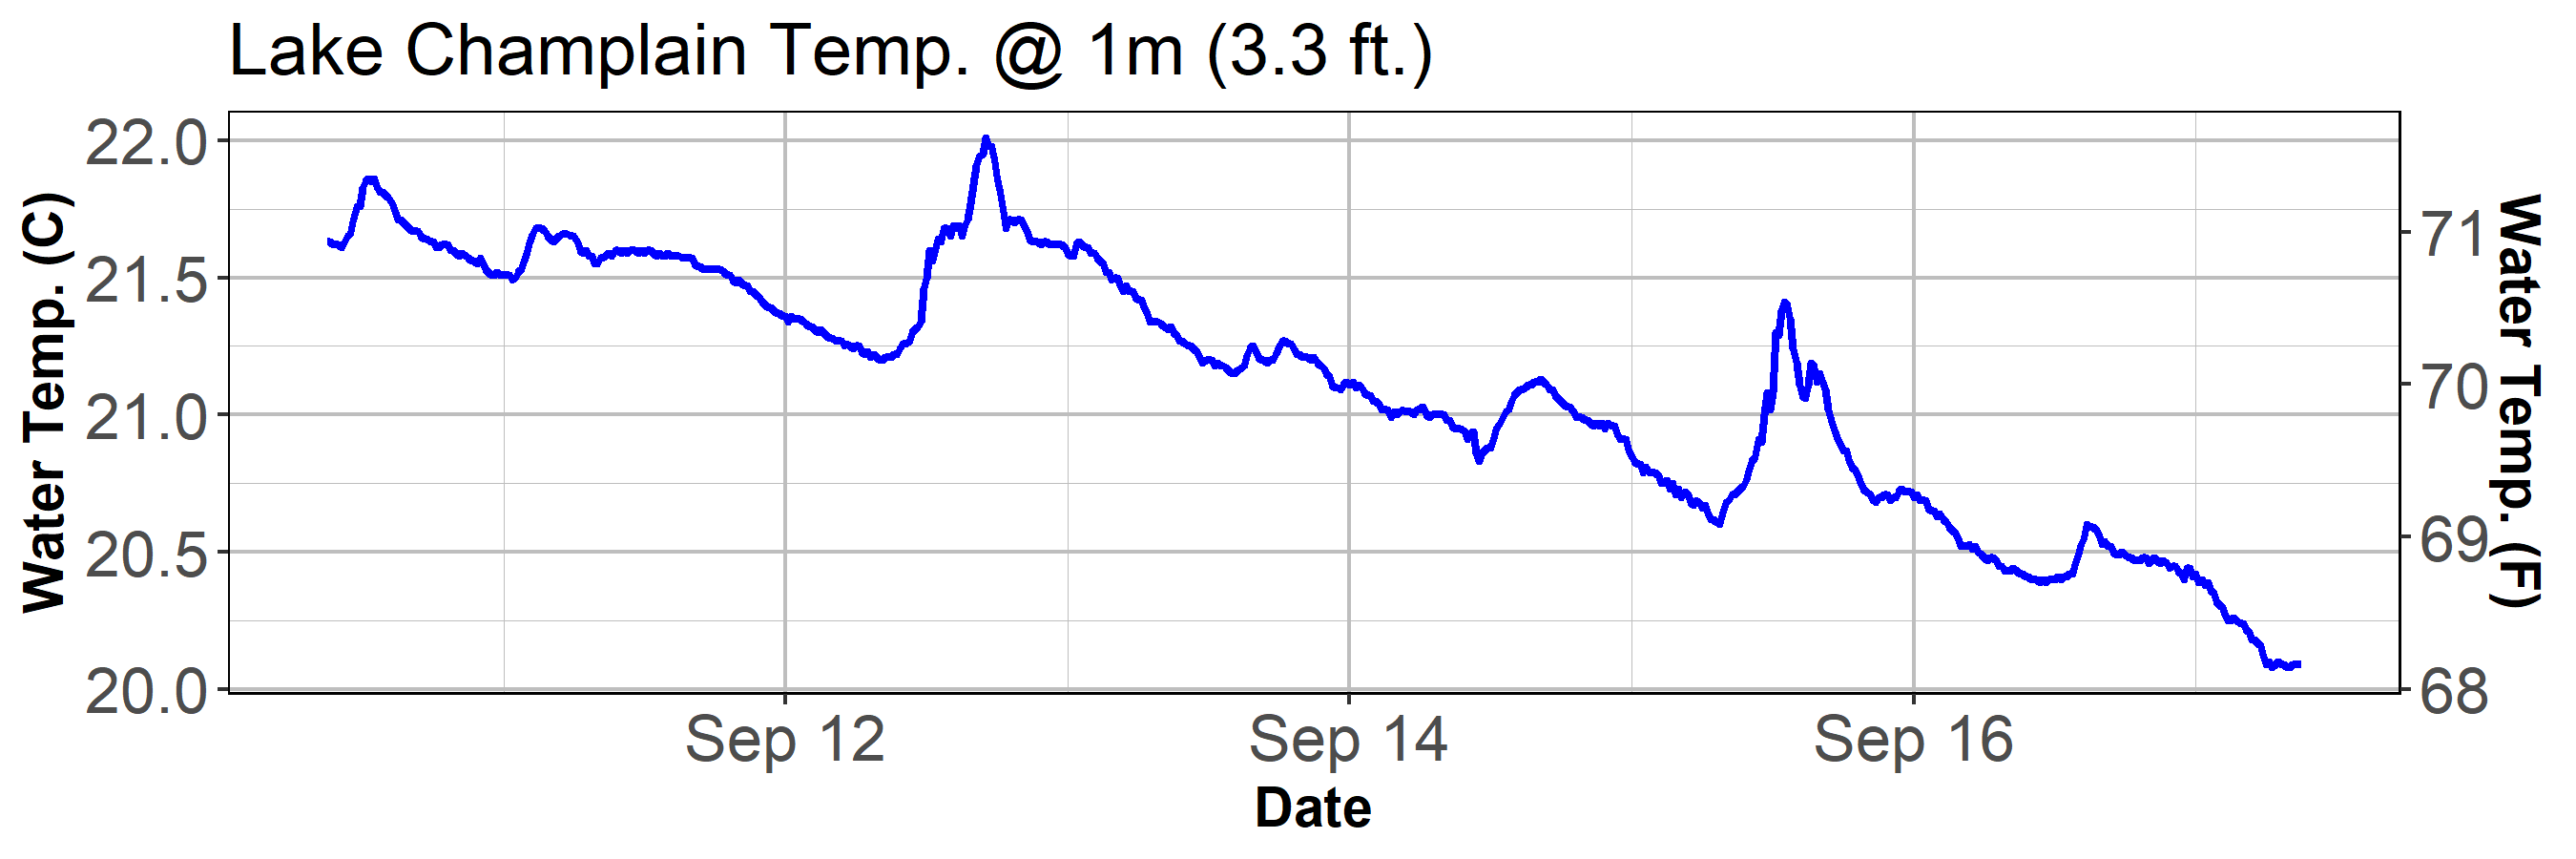 Lake Champlain Temp. @ 1m (3.3 ft.)
Water Temp. (C)
22.0
21.5
21.0
20.5
20.0
71
70
69
68
Water Temp. (F)
Sep 12
Sep 14
Sep 16
Date